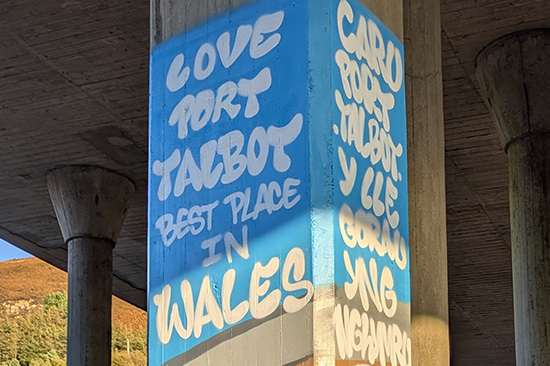 LOVE
PORT
TALBOT
BEST PLACE
IN
WALES
CARU
PORT
TALBOT.
Y LLE
GORAU
YNG
NGHYMRU